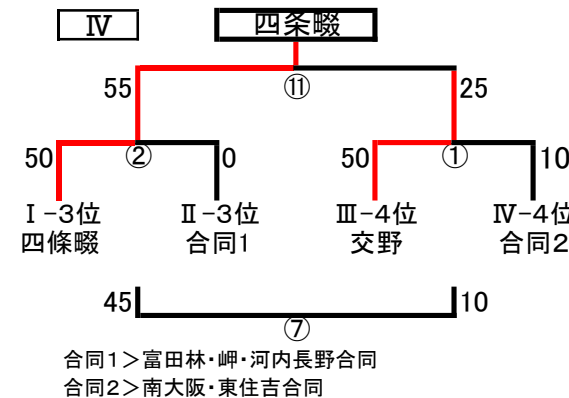 Ⅳ 四条畷
55 ⑪ 25
50 ② 0 50 ① 10
Ⅰ-3位 Ⅱ-3位 Ⅲ-4位 Ⅳ-4位
四條畷 合同1 交野 合同2
45 ⑦ 10
合同1>富田林・岬・河内長野合同
合同2>南大阪・東住吉合同